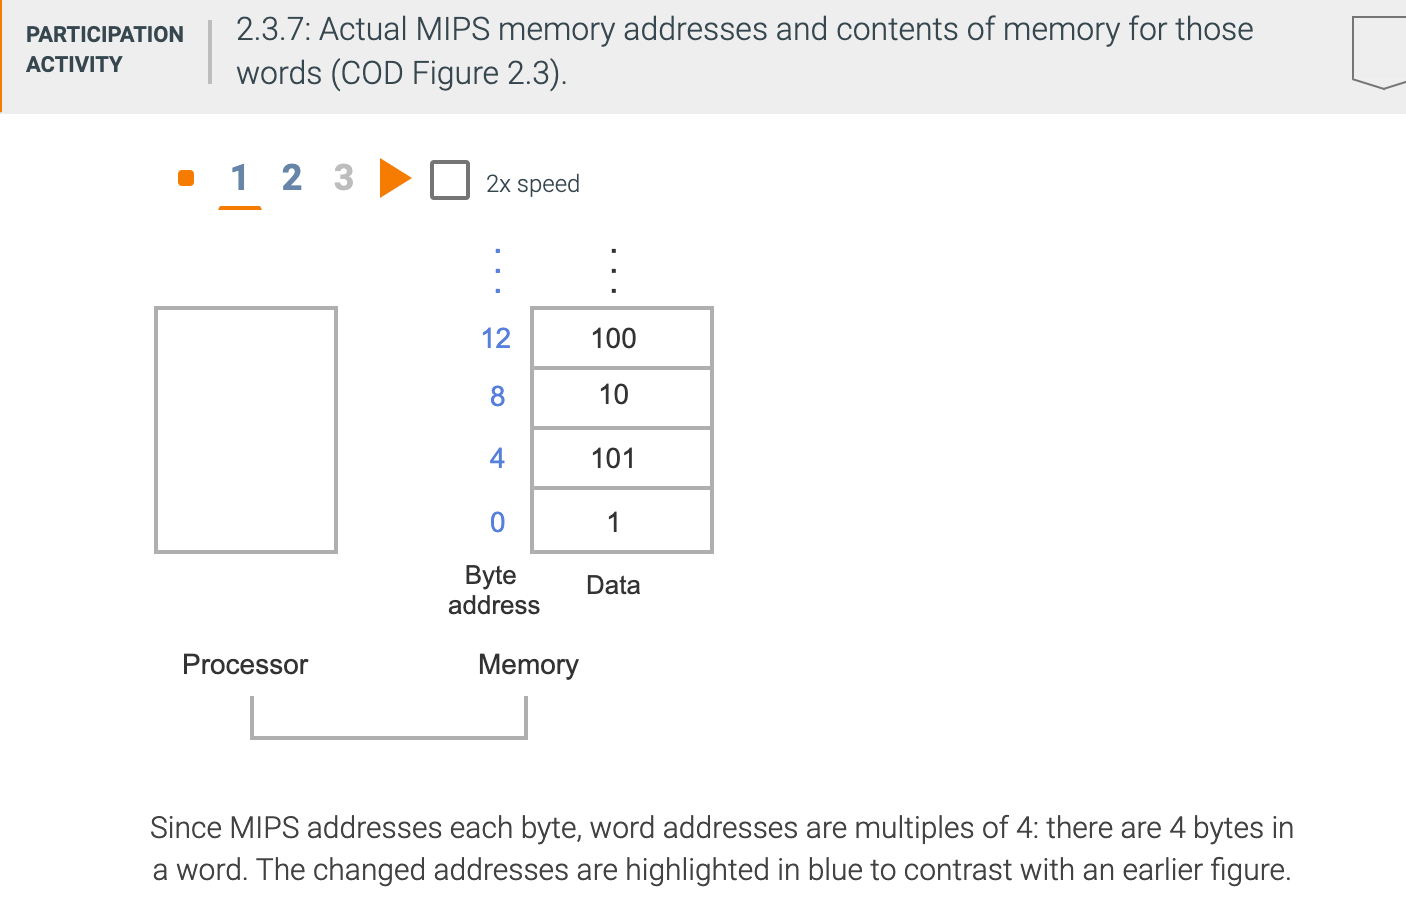 PARTICIPATION
ACTIVITY
2.3.7: Actual MIPS memory addresses and contents of memory for those
words (COD Figure 2.3).
1 2 3 2x speed
12 100
8 10
4 101
0 1
Byte
address
Data
Processor
Memory
Since MIPS addresses each byte, word addresses are multiples of 4: there are 4 bytes in
a word. The changed addresses are highlighted in blue to contrast with an earlier figure.